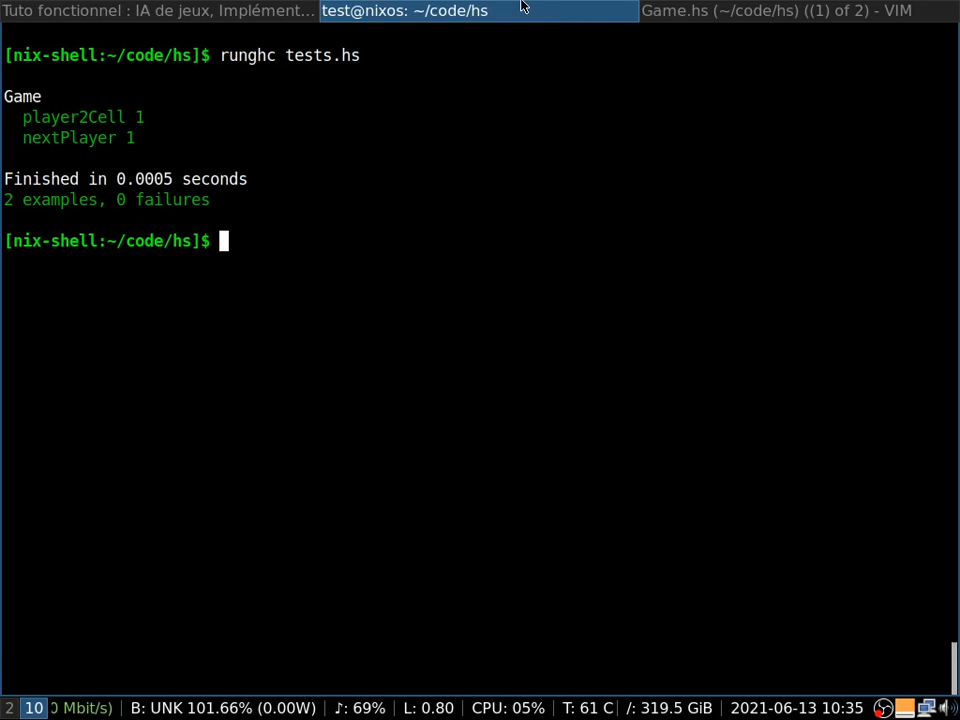 Tuto fonctionnel : IA de jeux, Implément... test@nixos: ~/code/hs Game.hs (~/code/hs) ((1) of 2) - VIM
[nix-shell:~/code/hs]$ runghc tests.hs
Game
player2Cell 1
nextPlayer 1
Finished in 0.0005 seconds
2 examples, 0 failures
[nix-shell:~/code/hs]$
2 10 0 Mbit/s) | B: UNK 101.66% (0.00W) | ♪: 69% | L: 0.80 | CPU: 05% | T: 61 C | /: 319.5 GiB | 2021-06-13 10:35